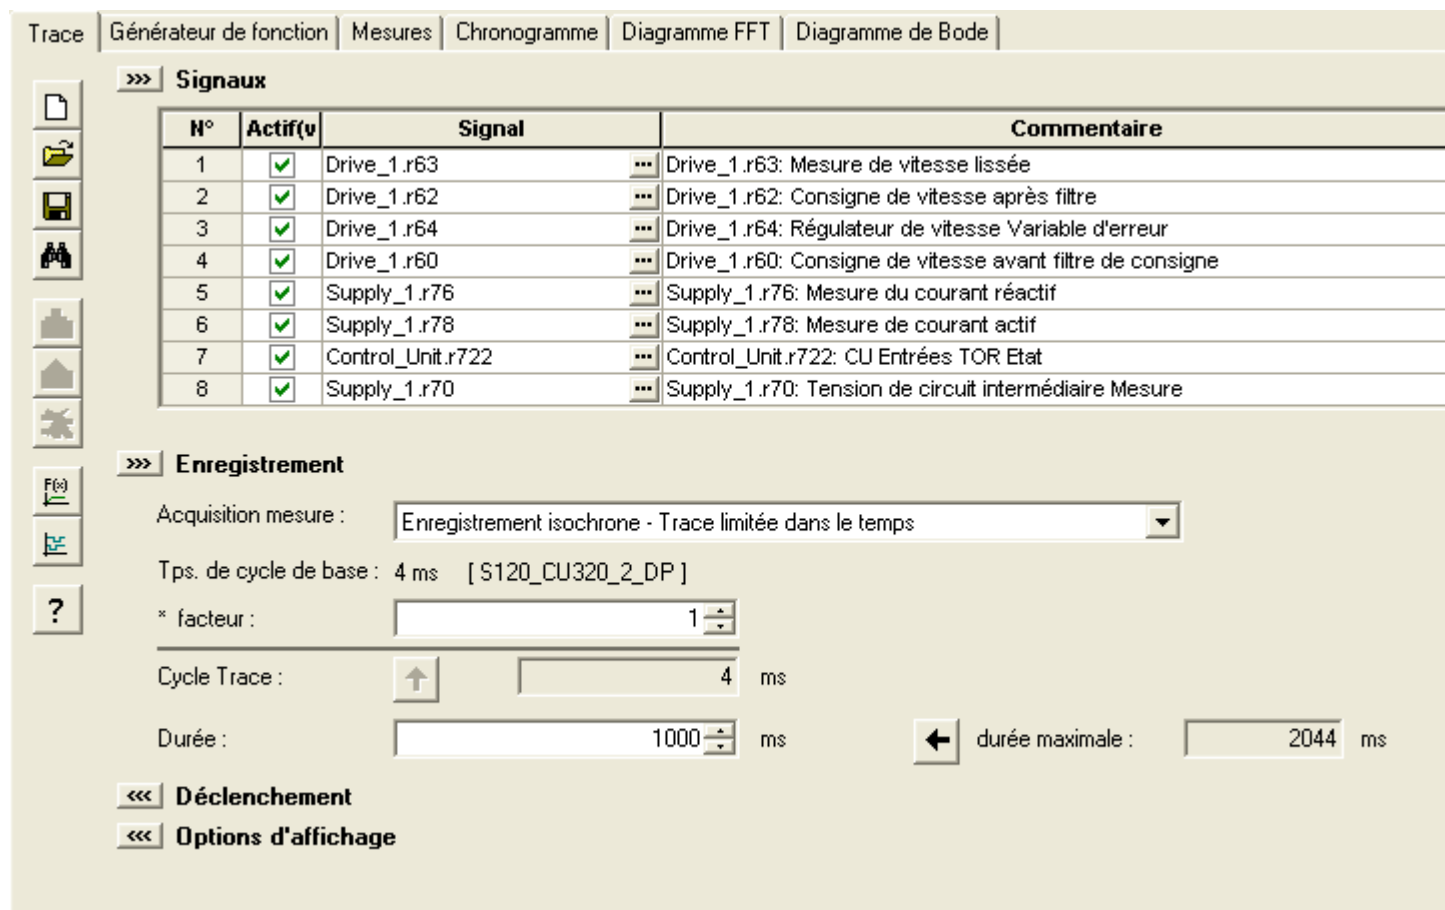 Trace Générateur de fonction Mesures Chronogramme Diagramme FFT Diagramme de Bode
>>> Signaux
N° Actif(v Signal Commentaire
1 Drive_1.r63 ... Drive_1.r63: Mesure de vitesse lissée
2 Drive_1.r62 ... Drive_1.r62: Consigne de vitesse après filtre
3 Drive_1.r64 ... Drive_1.r64: Régulateur de vitesse Variable d'erreur
4 Drive_1.r60 ... Drive_1.r60: Consigne de vitesse avant filtre de consigne
5 Supply_1.r76 ... Supply_1.r76: Mesure du courant réactif
6 Supply_1.r78 ... Supply_1.r78: Mesure de courant actif
7 Control_Unit.r722 ... Control_Unit.r722: CU Entrées TOR Etat
8 Supply_1.r70 ... Supply_1.r70: Tension de circuit intermédiaire Mesure
>>> Enregistrement
F(x)
Acquisition mesure : Enregistrement isochrone - Trace limitée dans le temps
Tps. de cycle de base : 4 ms [ S120_CU320_2_DP ]
?
* facteur : 1
Cycle Trace : 4 ms
Durée : 1000 ms durée maximale : 2044 ms
<<< Déclenchement
<<< Options d'affichage